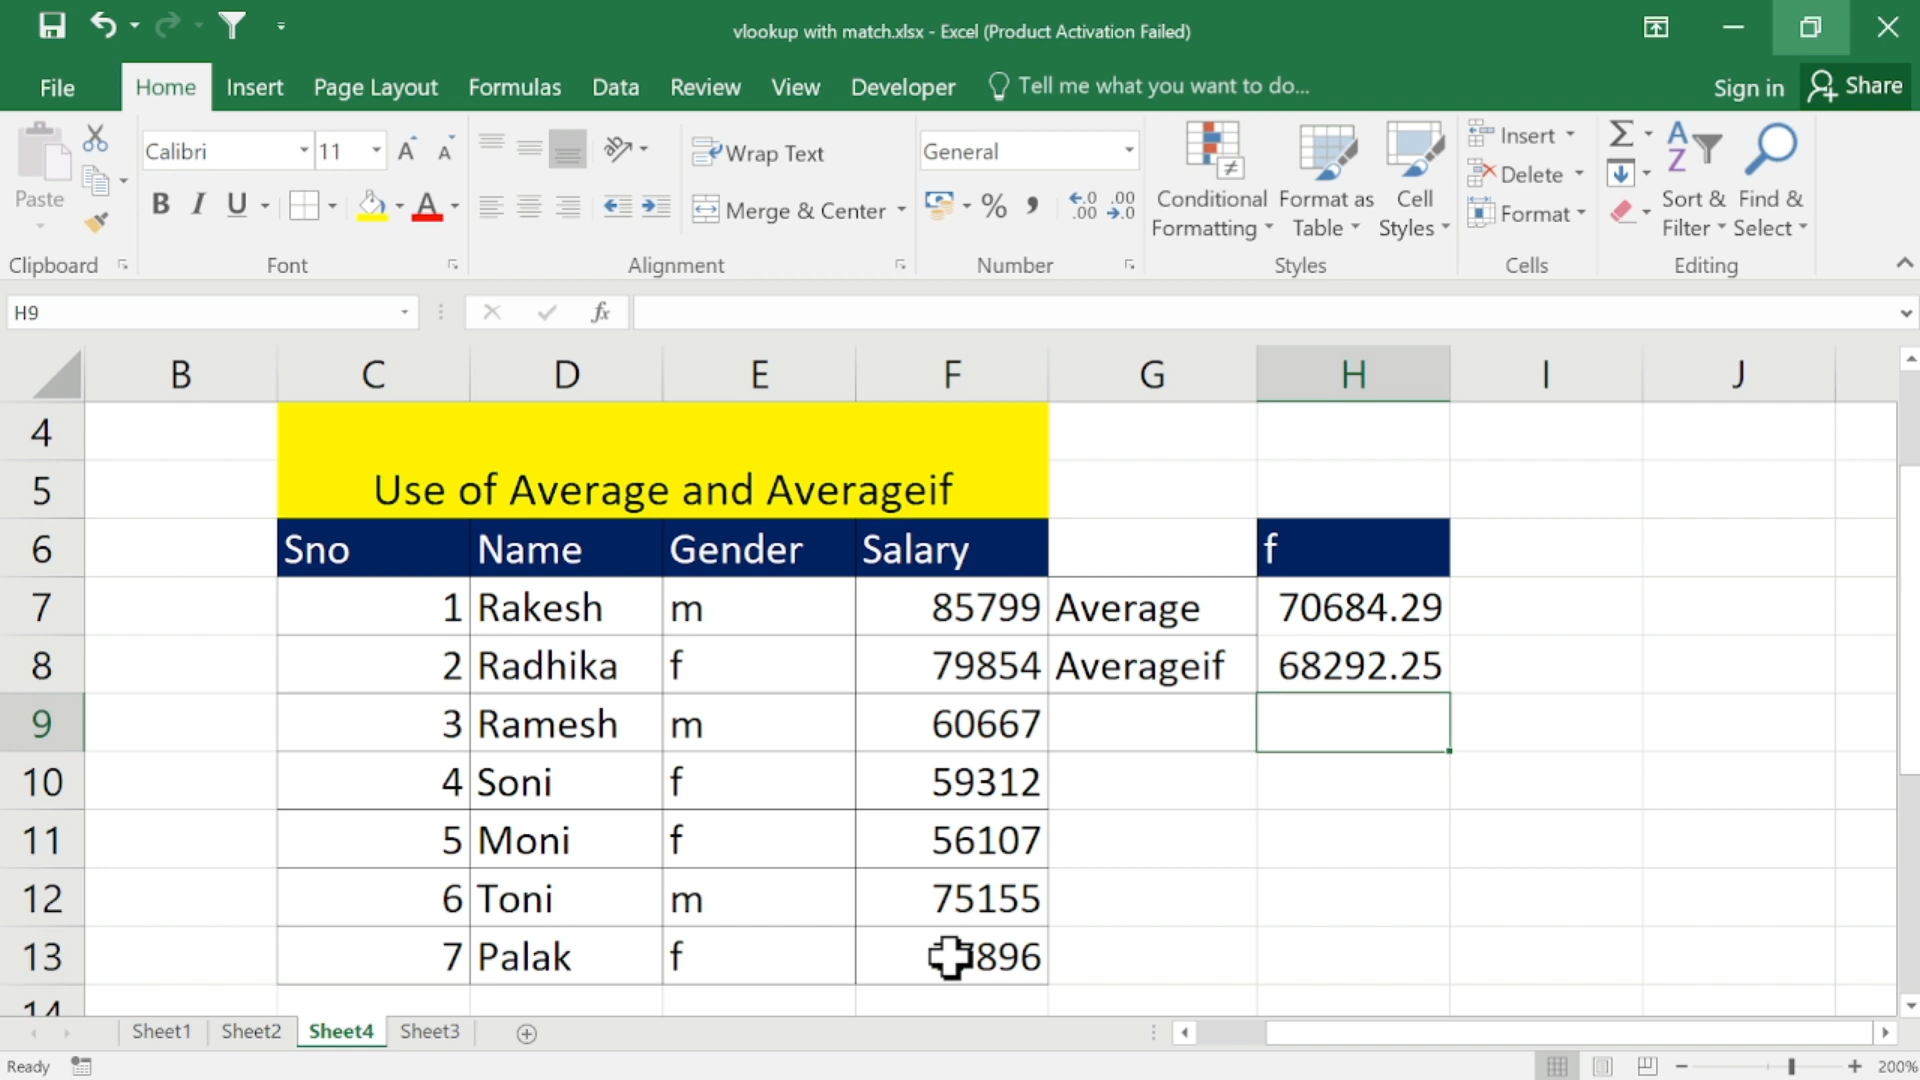 vlookup with match.xlsx - Excel (Product Activation Failed)
File Home Insert Page Layout Formulas Data Review View Developer Tell me what you want to do... Sign in Share
Paste
Clipboard
Calibri 11
B I U A
Font
Wrap Text
Merge & Center
Alignment
General
% , .00 .0
Number
Conditional Formatting
Format as Table
Cell Styles
Styles
Insert
Delete
Format
Cells
Sort & Filter
Find & Select
Editing
H9 fx
B C D E F G H I J
4
5 Use of Average and Averageif
6 Sno Name Gender Salary f
7 1 Rakesh m 85799 Average 70684.29
8 2 Radhika f 79854 Averageif 68292.25
9 3 Ramesh m 60667
10 4 Soni f 59312
11 5 Moni f 56107
12 6 Toni m 75155
13 7 Palak f 896
14
Sheet1 Sheet2 Sheet4 Sheet3
Ready 200%